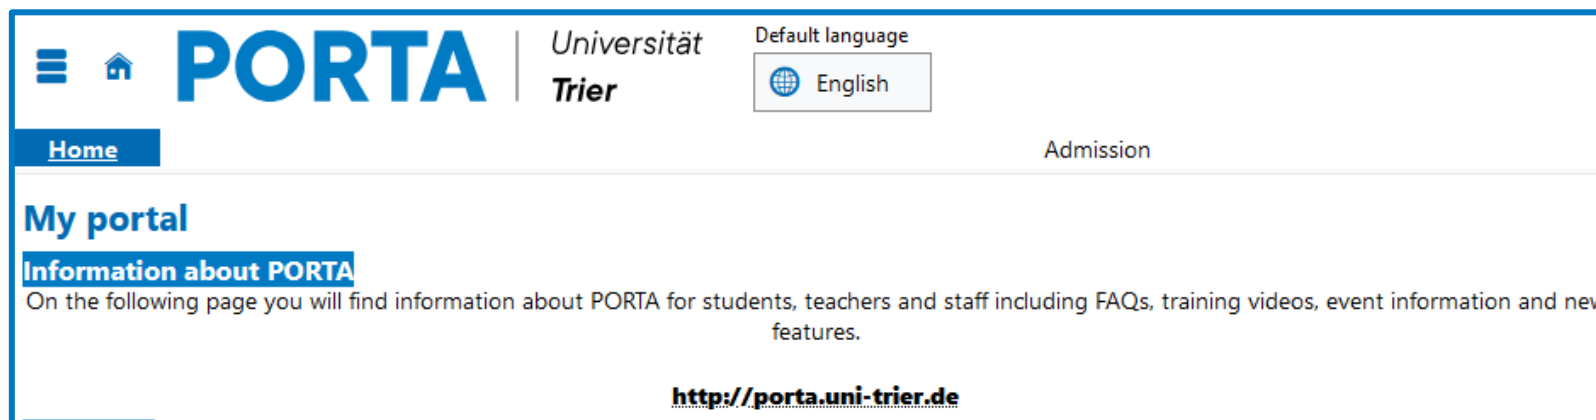 PORTA
Universität
Trier
Default language
English
Home
Admission
My portal
Information about PORTA
On the following page you will find information about PORTA for students, teachers and staff including FAQs, training videos, event information and
features.
http://porta.uni-trier.de